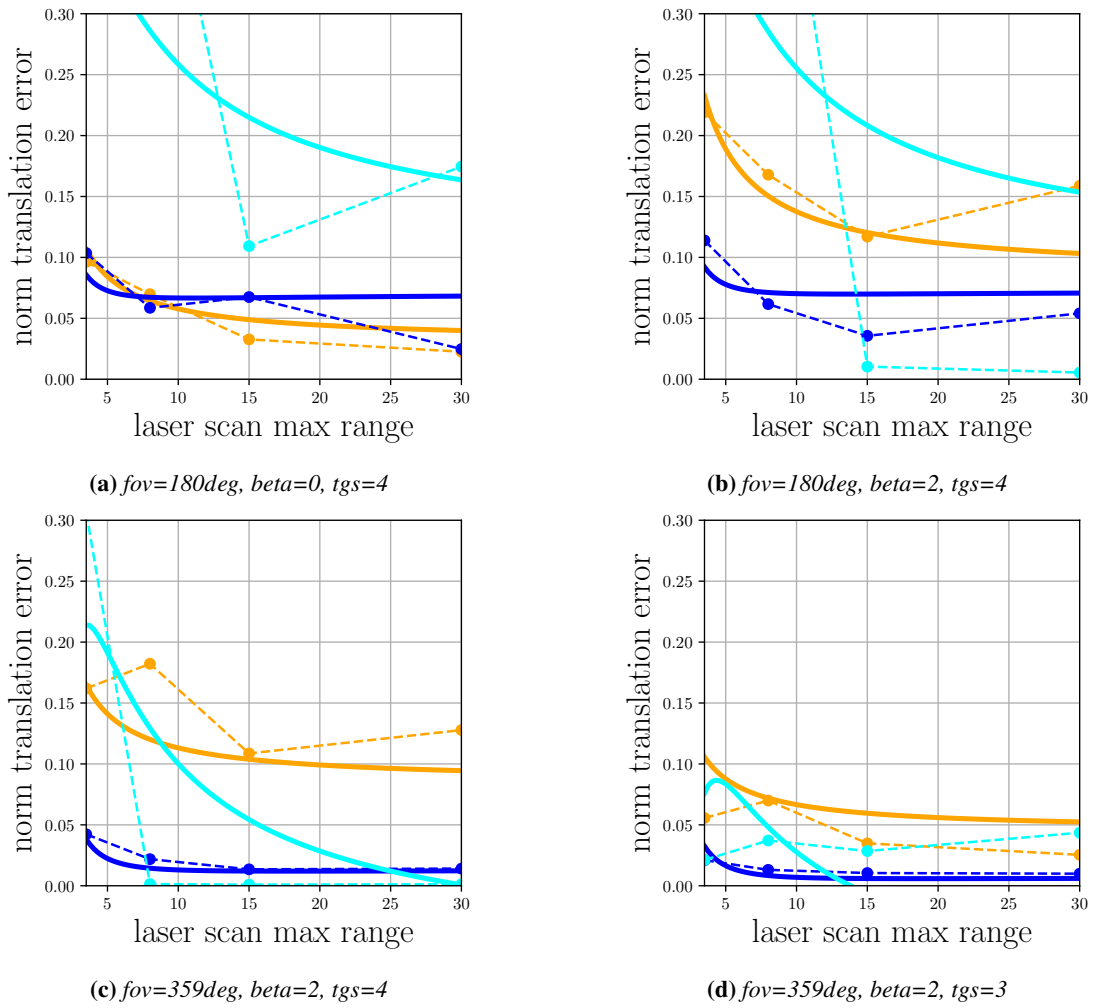 0.30
0.25
0.20
0.15
0.10
0.05
0.00
norm translation error
5 10 15 20 25 30
laser scan max range
(a) fov=180deg, beta=0, tgs=4
0.30
0.25
0.20
0.15
0.10
0.05
0.00
norm translation error
5 10 15 20 25 30
laser scan max range
(b) fov=180deg, beta=2, tgs=4
0.30
0.25
0.20
0.15
0.10
0.05
0.00
norm translation error
5 10 15 20 25 30
laser scan max range
(c) fov=359deg, beta=2, tgs=4
0.30
0.25
0.20
0.15
0.10
0.05
0.00
norm translation error
5 10 15 20 25 30
laser scan max range
(d) fov=359deg, beta=2, tgs=3